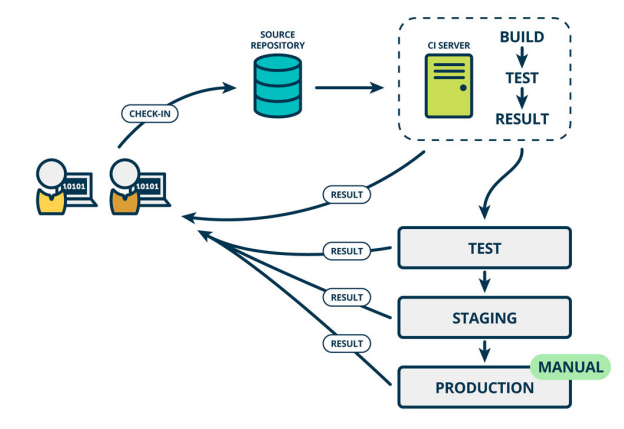 SOURCE
REPOSITORY
CI SERVER
BUILD
TEST
RESULT
CHECK-IN
10101
10101
RESULT
RESULT
TEST
RESULT
STAGING
RESULT
MANUAL
PRODUCTION